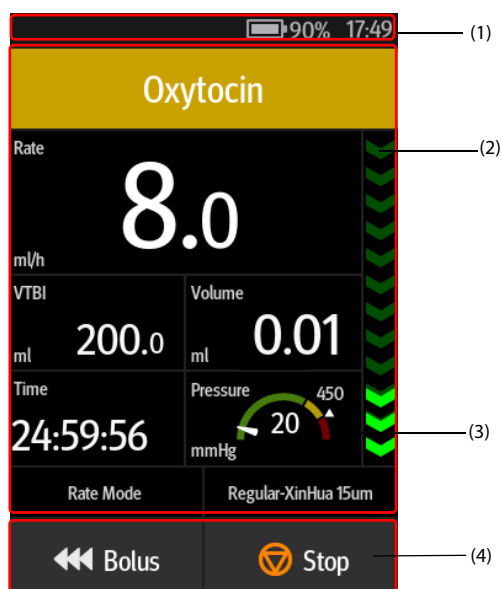 90% 17:49 (1)
Oxytocin
(2)
Rate
8.0
ml/h
VTBI Volume
200.0 0.01
ml ml
Time Pressure 450
24:59:56 20
mmHg (3)
Rate Mode Regular-XinHua 15um
Bolus Stop (4)